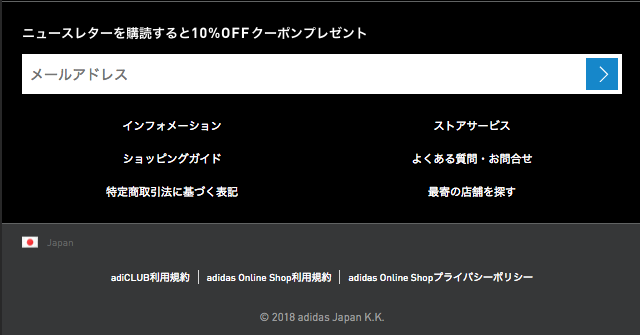 ニュースレターを購読すると10%OFFクーポンプレゼント
メールアドレス
インフォメーション ストアサービス
ショッピングガイド よくある質問・お問合せ
特定商取引法に基づく表記 最寄の店舗を探す
Japan
adiCLUB利用規約 adidas Online Shop利用規約 adidas Online Shopプライバシーポリシー
© 2018 adidas Japan K.K.